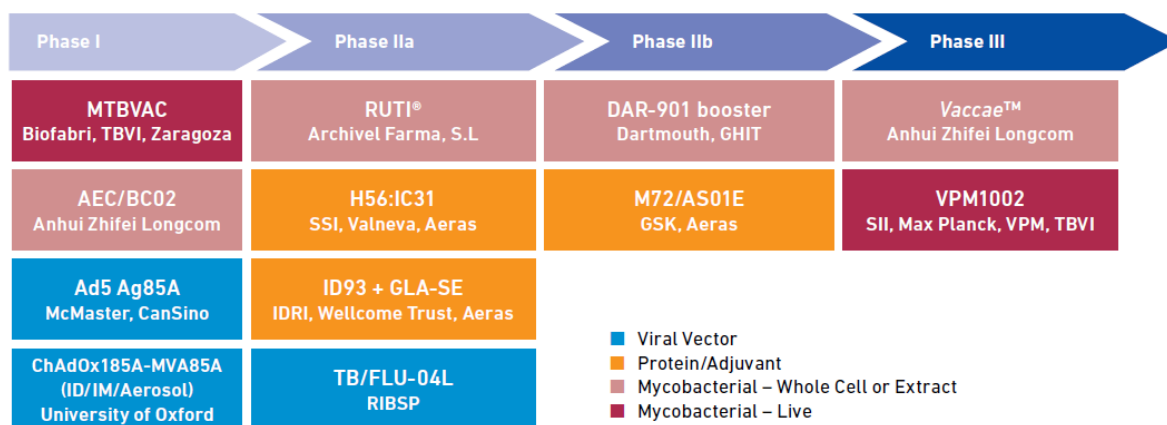 Phase I
Phase IIa
Phase IIb
Phase III
MTBVAC
Biofabri, TBVI, Zaragoza
RUTI®
Archivel Farma, S.L
DAR-901 booster
Dartmouth, GHIT
Vaccae™
Anhui Zhifei Longcom
AEC/BC02
Anhui Zhifei Longcom
H56:IC31
SSI, Valneva, Aeras
M72/AS01E
GSK, Aeras
VPM1002
SII, Max Planck, VPM, TBVI
Ad5 Ag85A
McMaster, CanSino
ID93 + GLA-SE
IDRI, Wellcome Trust, Aeras
ChAdOx185A-MVA85A
(ID/IM/Aerosol)
University of Oxford
TB/FLU-04L
RIBSP
Viral Vector
Protein/Adjuvant
Mycobacterial – Whole Cell or Extract
Mycobacterial – Live